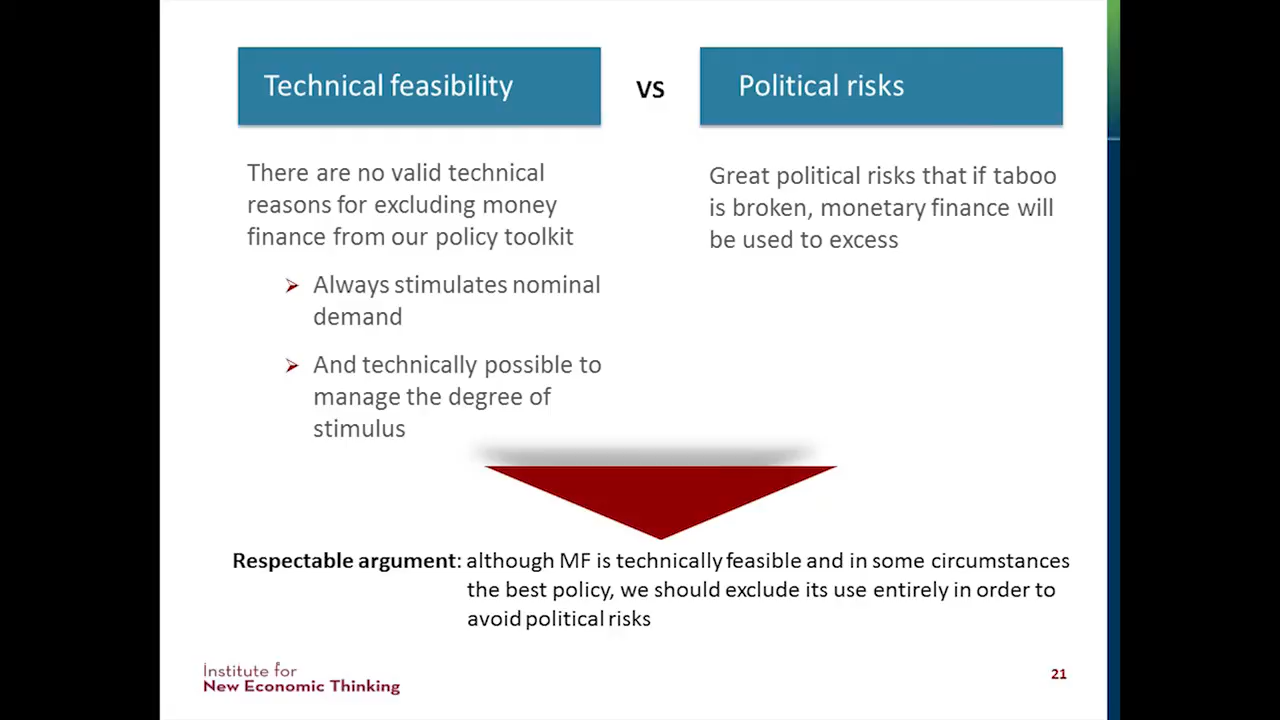 Technical feasibility
vs
Political risks
There are no valid technical
reasons for excluding money
finance from our policy toolkit
Always stimulates nominal
demand
And technically possible to
manage the degree of
stimulus
Great political risks that if taboo
is broken, monetary finance will
be used to excess
Respectable argument: although MF is technically feasible and in some circumstances
the best policy, we should exclude its use entirely in order to
avoid political risks
Institute for
New Economic Thinking
21